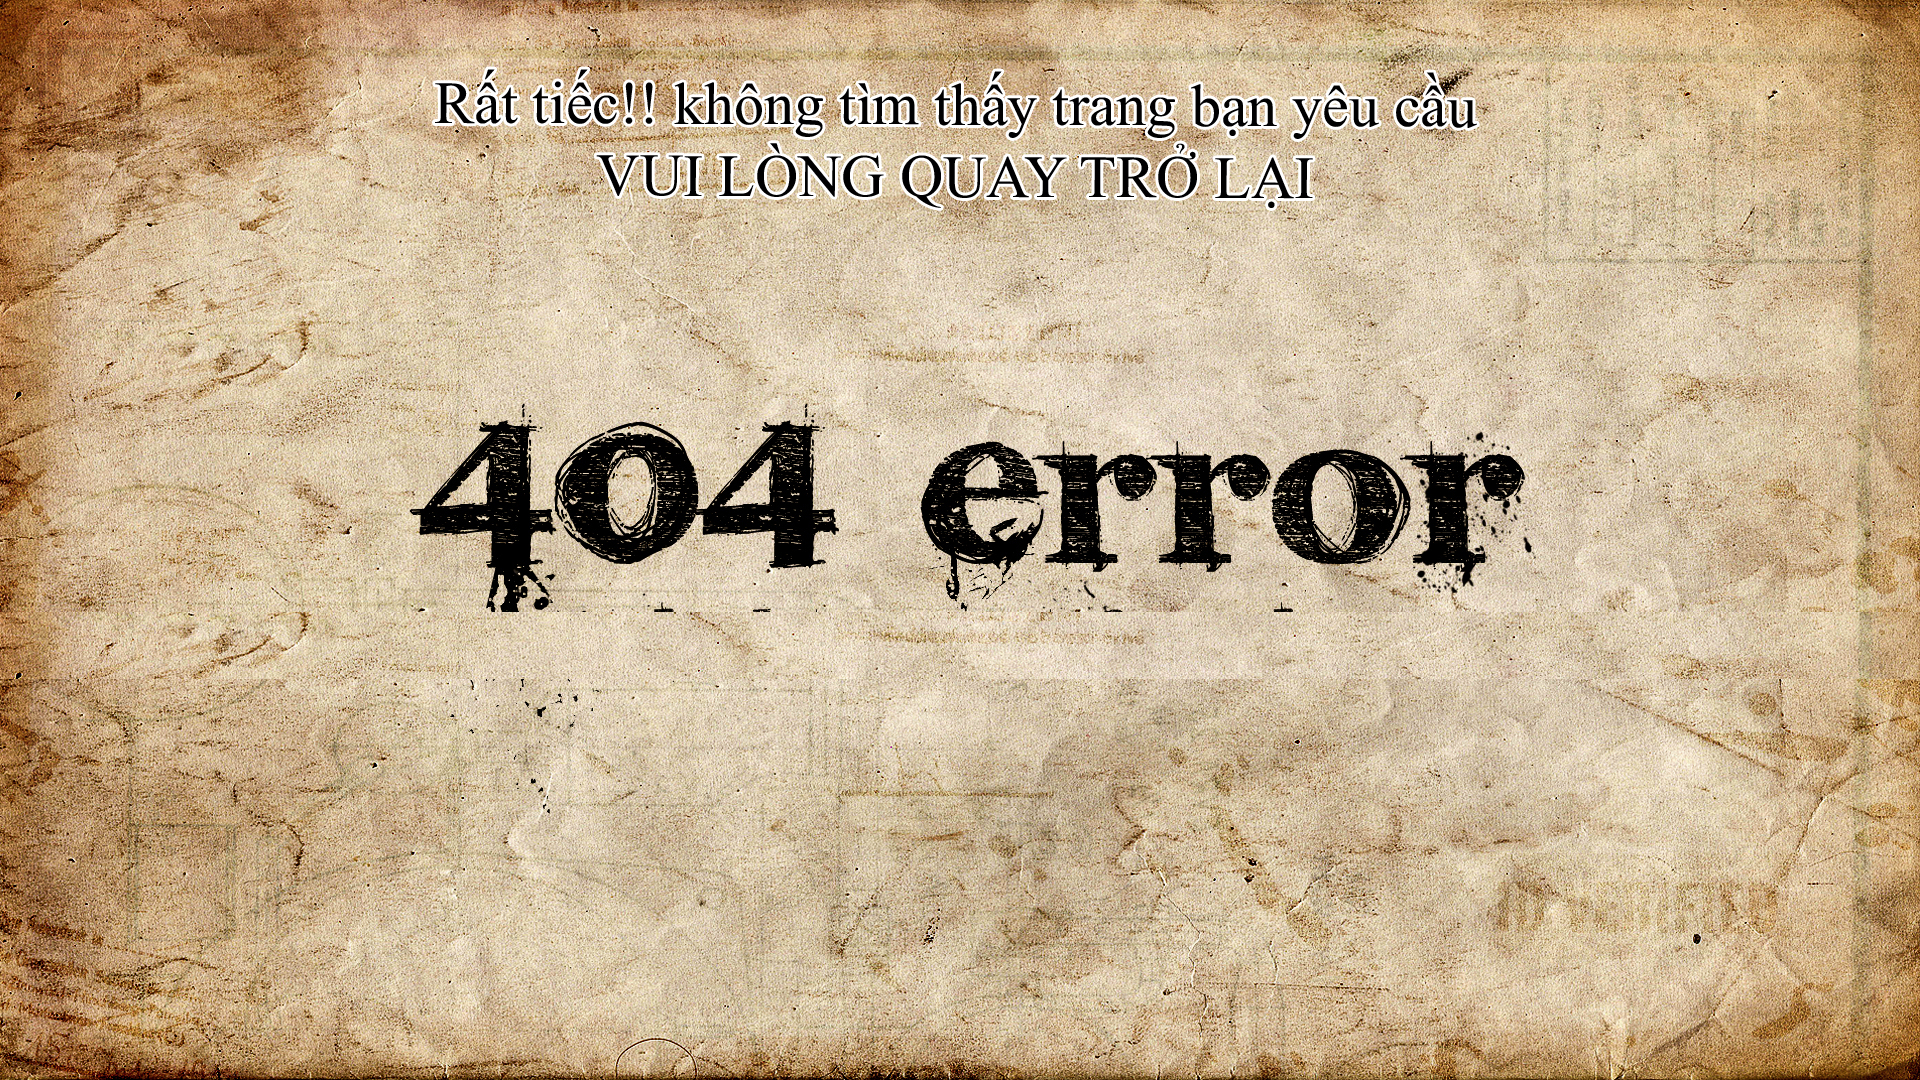 Rất tiếc!! không tìm thấy trang bạn yêu cầu
VUI LÒNG QUAY TRỞ LẠI
404 error